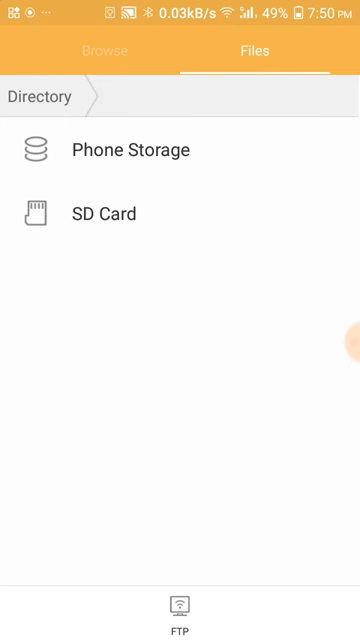 0.03kB/s 49% 7:50 PM
Browse Files
Directory
Phone Storage
SD Card
FTP